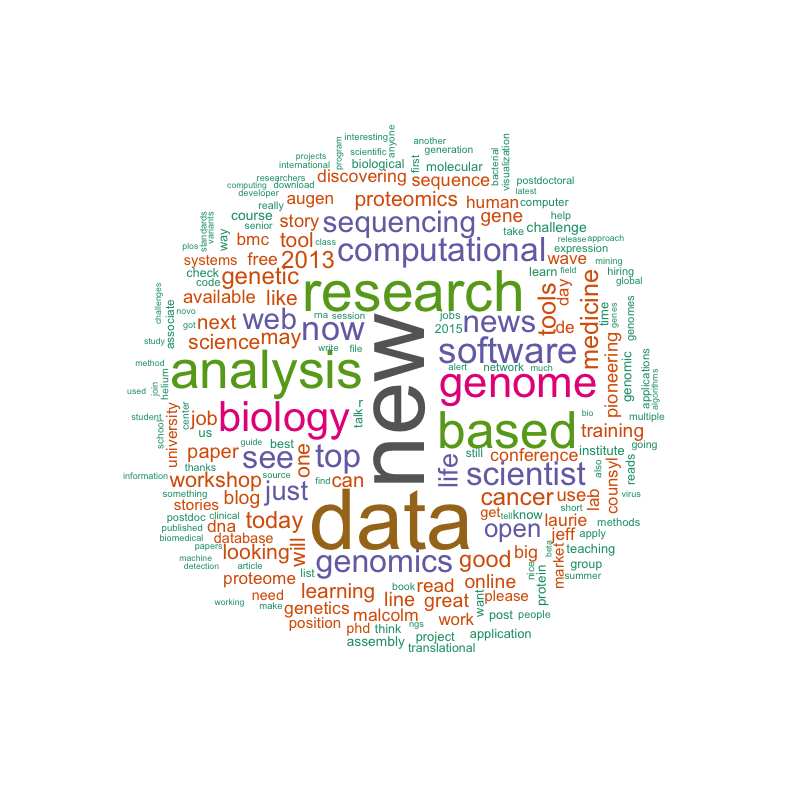 interesting
another
projects
scientific
anyone
generation
international
program
biological
first
molecular
bacterial
visualization
researchers
discovering
sequence
postdoctoral
computing
download
latest
developer
augen
proteomics
human
computer
really
senior
course
story
sequencing
gene
take
help
challenge
standards
variants
way
bmc
tool
class
computational
release
approach
expression
plos
systems
free
2013
wave
mining
check
code
genetic
research
learn
field
hiring
global
day
tools
medicine
challenges
available
like
novo
associate
got
next
web
now
rna
session
jobs
2015
news
de
time
genes
genomes
study
science
may
write
file
new
software
pioneering
genomic
applications
algorithms
method
analysis
alert
network
much
genome
used
join
helium
student
center
job
biology
talk
r
based
bio
multiple
school
university
us
training
going
paper
guide
best
see
top
still
conference
institute
information
thanks
one
source
find
can
life
scientist
also
reads
counsyl
virus
workshop
something
stories
blog
just
data
cancer
use
lab
short
postdoc
clinical
today
get
tell
know
laurie
methods
published
dna
will
open
jeff
apply
biomedical
database
papers
looking
genomics
good
big
beta
market
teaching
machine
detection
article
proteome
list
nice
group
summer
need
learning
book
read
online
protein
working
make
genetics
line
great
want
please
position
malcolm
work
post
people
phd
think
ngs
project
application
assembly
translational